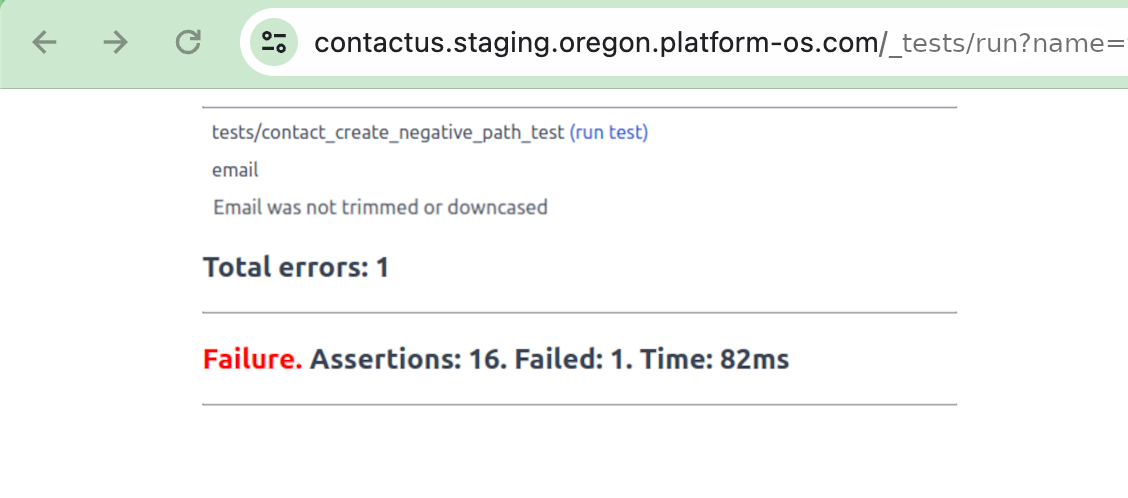 contactus.staging.oregon.platform-os.com/_tests/run?name=
tests/contact_create_negative_path_test (run test)
email
Email was not trimmed or downcased
Total errors: 1
Failure. Assertions: 16. Failed: 1. Time: 82ms